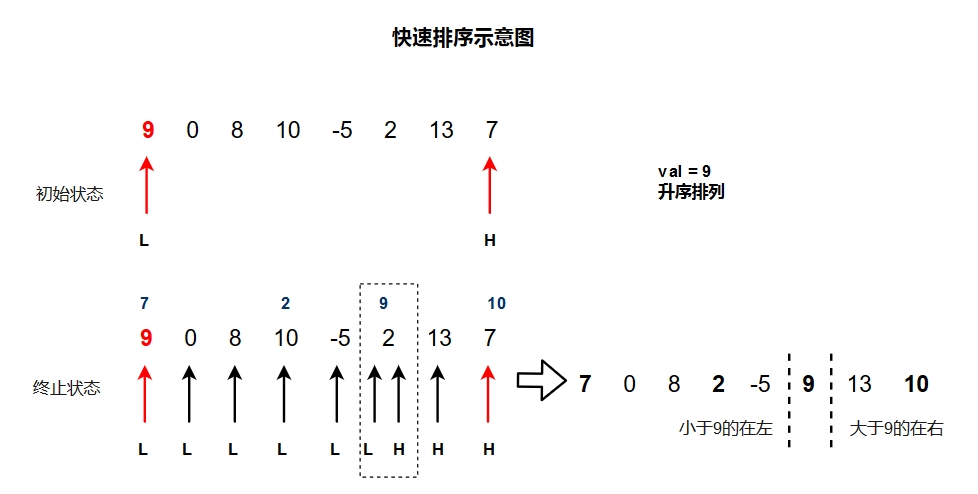 快速排序示意图
9 0 8 10 -5 2 13 7
val = 9
升序排列
初始状态
L H
7 2 9 10
9 0 8 10 -5 2 13 7
终止状态
7 0 8 2 -5 9 13 10
小于9的在左 大于9的在右
L L L L L L H H H